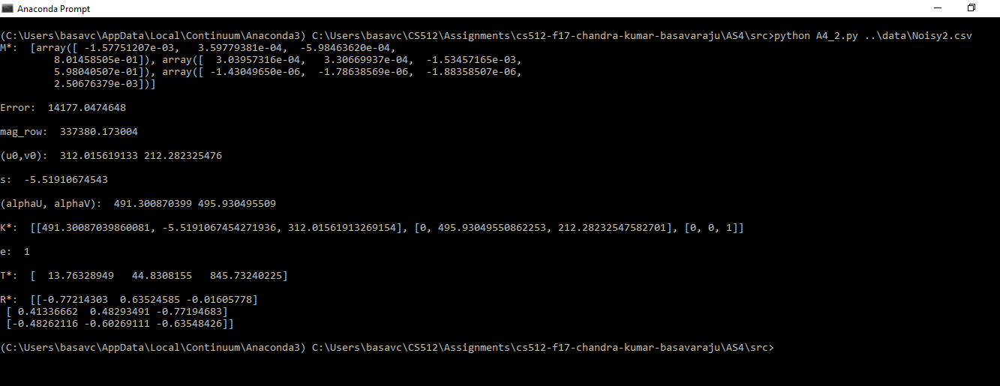 Anaconda Prompt
(C:\Users\basavc\AppData\Local\Continuum\Anaconda3) C:\Users\basavc\CS512\Assignments\cs512-f17-chandra-kumar-basavaraju\AS4\src>python A4_2.py ..\data\Noisy2.csv
M*:  [array([ -1.57751207e-03,   3.59779381e-04,  -5.98463620e-04,
         8.01458505e-01]), array([  3.03957316e-04,   3.30669937e-04,  -1.53457165e-03,
         5.98040507e-01]), array([ -1.43049650e-06,  -1.78638569e-06,  -1.88358507e-06,
         2.50676379e-03])]
Error:  14177.0474648
mag_row:  337380.173004
(u0,v0):  312.015619133 212.282325476
s:  -5.51910674543
(alphaU, alphaV):  491.300870399 495.930495509
K*:  [[491.30087039860081, -5.5191067454271936, 312.01561913269154], [0, 495.93049550862253, 212.28232547582701], [0, 0, 1]]
e:  1
T*:  [  13.76328949   44.8308155   845.73240225]
R*:  [[-0.77214303  0.63524585 -0.01605778]
 [ 0.41336662  0.48293491 -0.77194683]
 [-0.48262116 -0.60269111 -0.63548426]]
(C:\Users\basavc\AppData\Local\Continuum\Anaconda3) C:\Users\basavc\CS512\Assignments\cs512-f17-chandra-kumar-basavaraju\AS4\src>